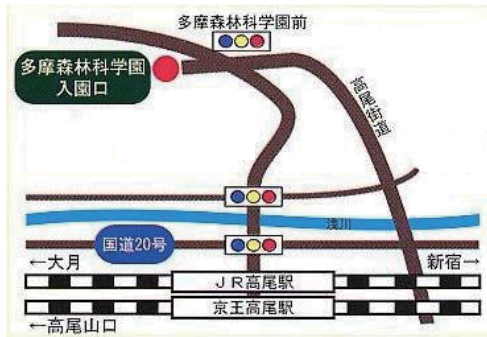 多摩森林科学園前
多摩森林科学園
入園口
高尾街道
浅川
国道20号
←大月
新宿→
JR高尾駅
京王高尾駅
←高尾山口